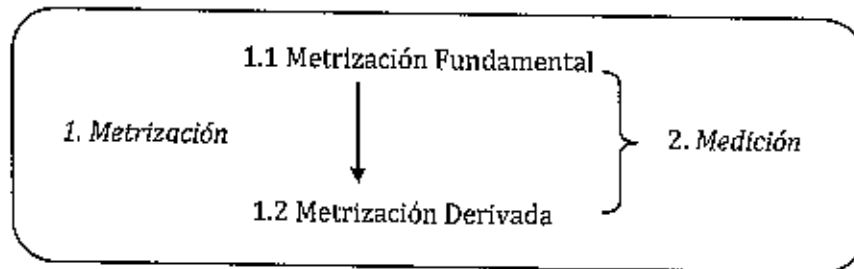 1.1 Metrización Fundamental
1. Metrización
2. Medición
1.2 Metrización Derivada